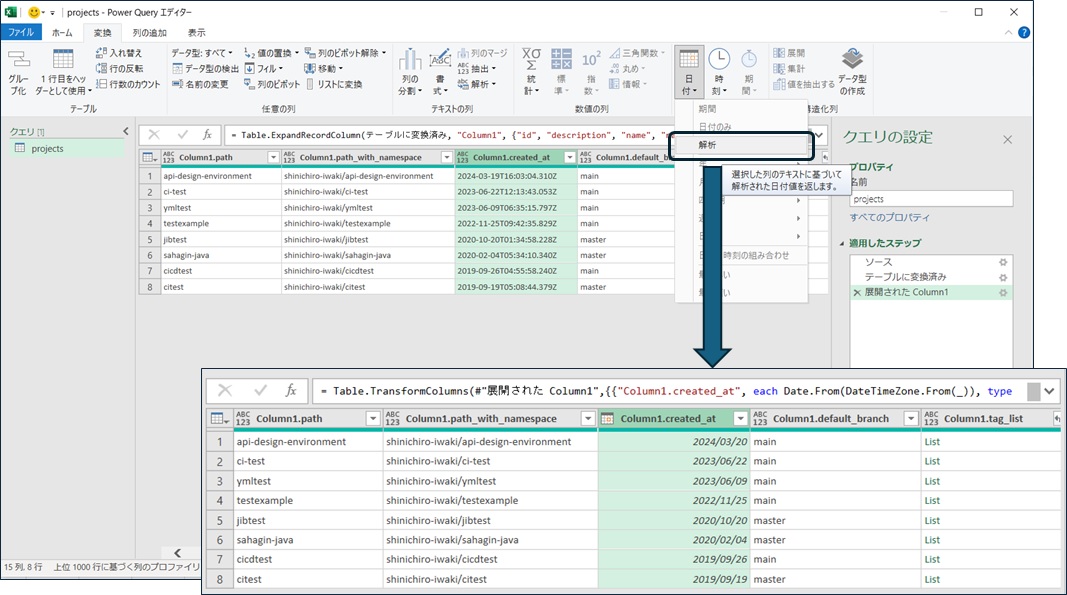 projects - Power Query エディター
ファイル ホーム 変換 列の追加 表示
グループ化
1 行目をヘッダーとして使用
入れ替え
行の反転
行数のカウント
テーブル
データ型: すべて
データ型の検出
名前の変更
値の置換
フィル
列のピボット
列のピボット解除
移動
リストに変換
任意の列
列の分割
書式
列のマージ
抽出
解析
テキストの列
統計
標準
指数
三角関数
丸め
情報
数値の列
日付
時刻
期間
展開
集計
値を抽出する
データ型の作成
造化列
クエリ [1]
projects
= Table.ExpandRecordColumn(テーブルに変換済み, "Column1", {"id", "description", "name",
Column1.path Column1.path_with_namespace Column1.created_at
1 api-design-environment shinichiro-iwaki/api-design-environment 2024-03-19T16:03:04.310Z main
2 ci-test shinichiro-iwaki/ci-test 2023-06-22T12:13:43.053Z main
3 ymltest shinichiro-iwaki/ymltest 2023-06-09T06:35:15.797Z main
4 testexample shinichiro-iwaki/testexample 2022-11-25T09:42:35.829Z main
5 jibtest shinichiro-iwaki/jibtest 2020-10-20T01:34:58.228Z master
6 sahagin-java shinichiro-iwaki/sahagin-java 2020-02-04T05:34:10.340Z master
7 cicdtest shinichiro-iwaki/cicdtest 2019-09-26T04:55:58.240Z main
8 citest shinichiro-iwaki/citest 2019-09-19T05:08:44.379Z master
期間
日付のみ
解析
選択した列のテキストに基づいて
解析された日付値を返します。
時刻の組み合わせ
クエリの設定
プロパティ
名前
projects
すべてのプロパティ
適用したステップ
ソース
テーブルに変換済み
展開された Column1
15 列、8 行 上位 1000 行に基づく列のプロファイリ
= Table.TransformColumns(#"展開された Column1",{{"Column1.created_at", each Date.From(DateTimeZone.From(_)), type
Column1.path Column1.path_with_namespace Column1.created_at Column1.default_branch Column1.tag_list
1 api-design-environment shinichiro-iwaki/api-design-environment 2024/03/20 main List
2 ci-test shinichiro-iwaki/ci-test 2023/06/22 main List
3 ymltest shinichiro-iwaki/ymltest 2023/06/09 main List
4 testexample shinichiro-iwaki/testexample 2022/11/25 main List
5 jibtest shinichiro-iwaki/jibtest 2020/10/20 master List
6 sahagin-java shinichiro-iwaki/sahagin-java 2020/02/04 master List
7 cicdtest shinichiro-iwaki/cicdtest 2019/09/26 main List
8 citest shinichiro-iwaki/citest 2019/09/19 master List